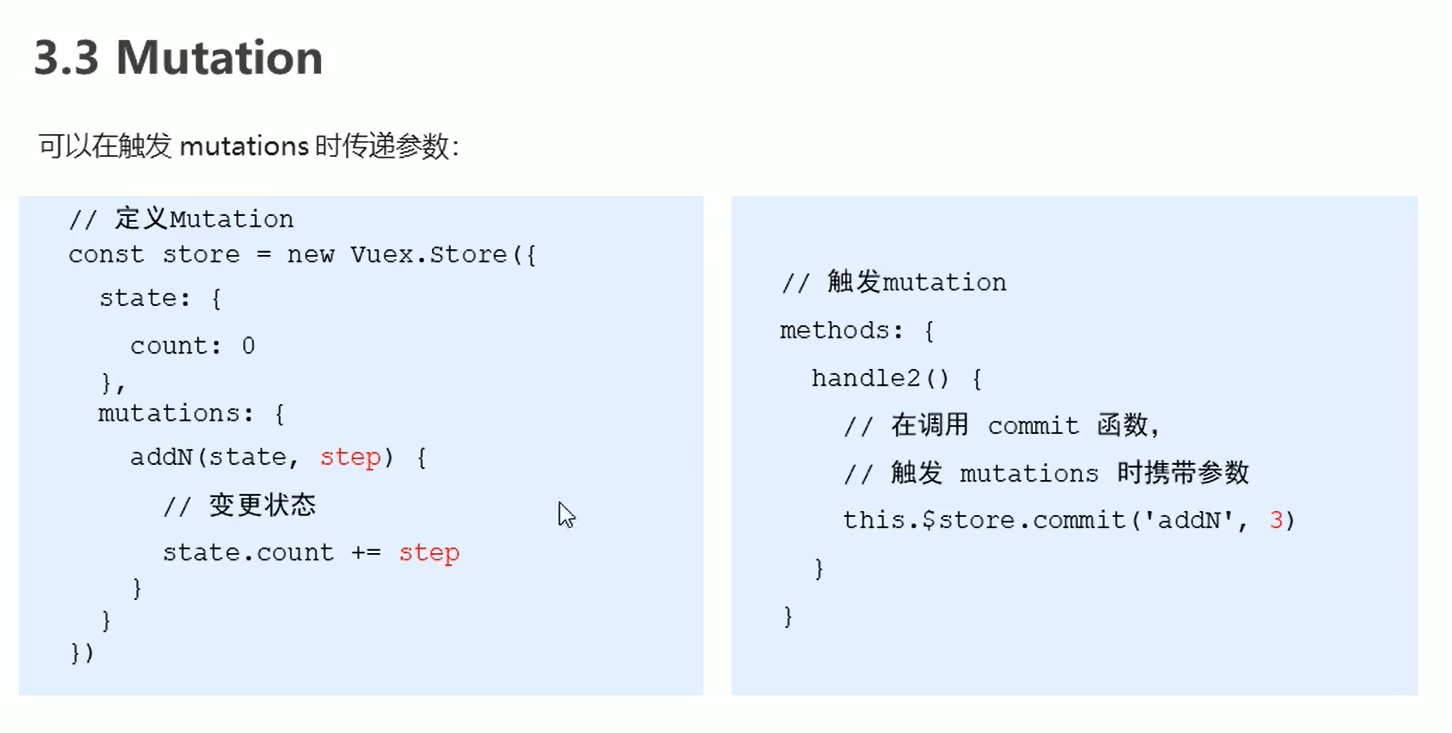 3.3 Mutation
可以在触发 mutations 时传递参数：
// 定义Mutation
const store = new Vuex.Store({
state: {
count: 0
},
mutations: {
addN(state, step) {
// 变更状态
state.count += step
}
}
})
// 触发mutation
methods: {
handle2() {
// 在调用 commit 函数，
// 触发 mutations 时携带参数
this.$store.commit('addN', 3)
}
}